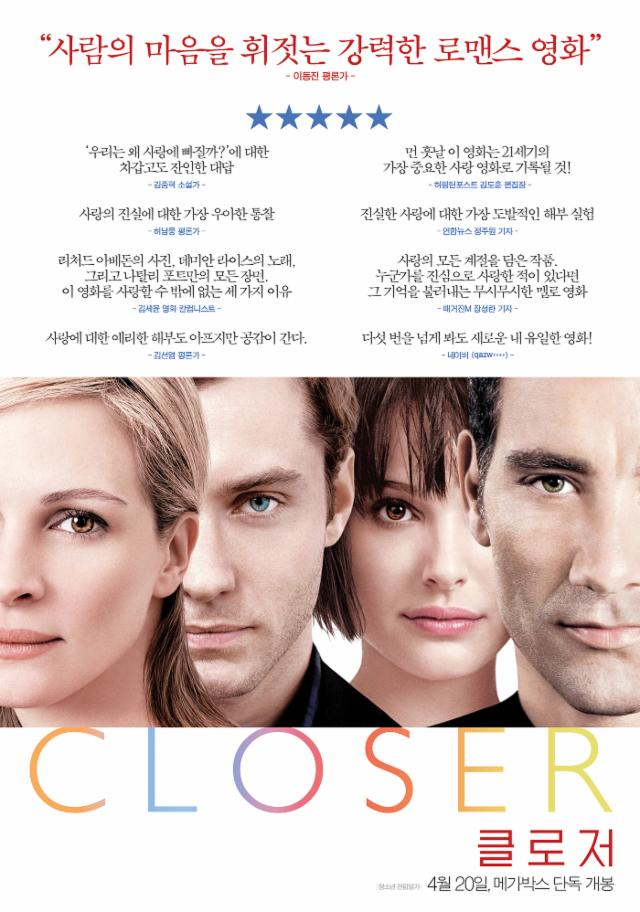 “사람의 마음을 휘젓는 강력한 로맨스 영화”
- 이동진 평론가 -
‘우리는 왜 사랑에 빠질까?’에 대한
차갑고도 잔인한 대답
- 김중혁 소설가 -
사랑의 진실에 대한 가장 우아한 통찰
- 허남웅 평론가 -
리처드 아베돈의 사진, 데미안 라이스의 노래,
그리고 나탈리 포트만의 모든 장면.
이 영화를 사랑할 수 밖에 없는 세 가지 이유
- 김세윤 영화 칼럼니스트 -
사랑에 대한 예리한 해부도 아프지만 공감이 간다.
- 김선엽 평론가 -
먼 훗날 이 영화는 21세기의
가장 중요한 사랑 영화로 기록될 것!
- 허핑턴포스트 김도훈 편집장 -
진실한 사랑에 대한 가장 도발적인 해부 실험
- 연합뉴스 정주원 기자 -
사랑의 모든 계절을 담은 작품.
누군가를 진심으로 사랑한 적이 있다면
그 기억을 불러내는 무시무시한 멜로 영화
- 매거진M 장성란 기자 -
다섯 번을 넘게 봐도 새로운 내 유일한 영화!
- 네이버 (qazw****) -
CLOSER
클로저
청소년 관람불가
4월 20일, 메가박스 단독 개봉